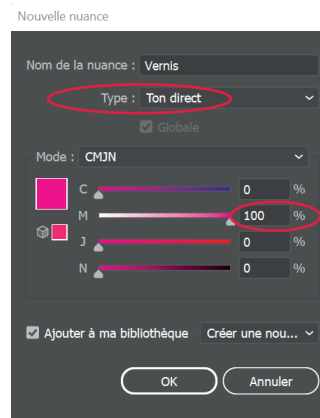 Nouvelle nuance
Nom de la nuance : Vernis
Type : Ton direct
Globale
Mode : CMJN
C 0 %
M 100 %
J 0 %
N 0 %
Ajouter à ma bibliothèque Créer une nou...
OK Annuler